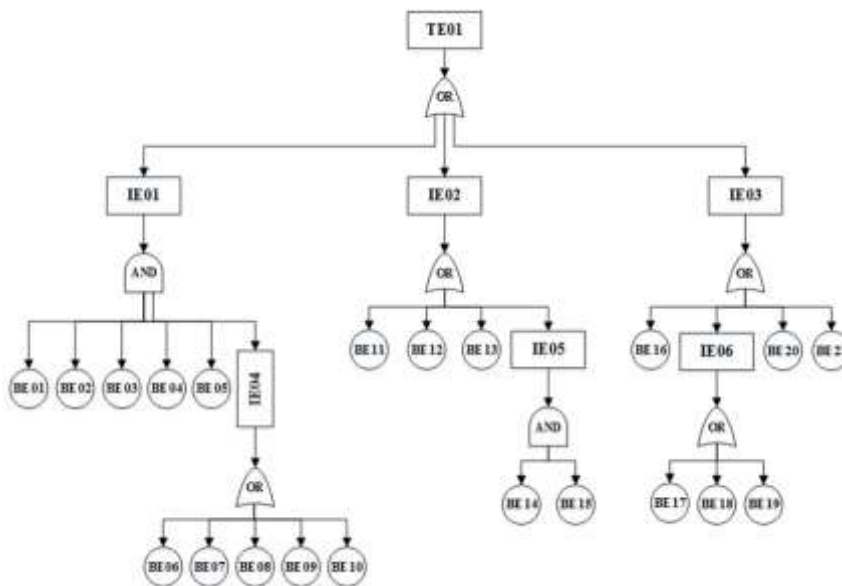 TE01
OR
IE01
IE02
IE03
AND
OR
OR
BE 11
BE 12
BE 13
IE05
BE 16
IE06
BE 20
BE 2
BE 01
BE 02
BE 03
BE 04
BE 05
IE04
AND
OR
BE 14
BE 15
BE 17
BE 18
BE 19
OR
BE 06
BE 07
BE 08
BE 09
BE 10